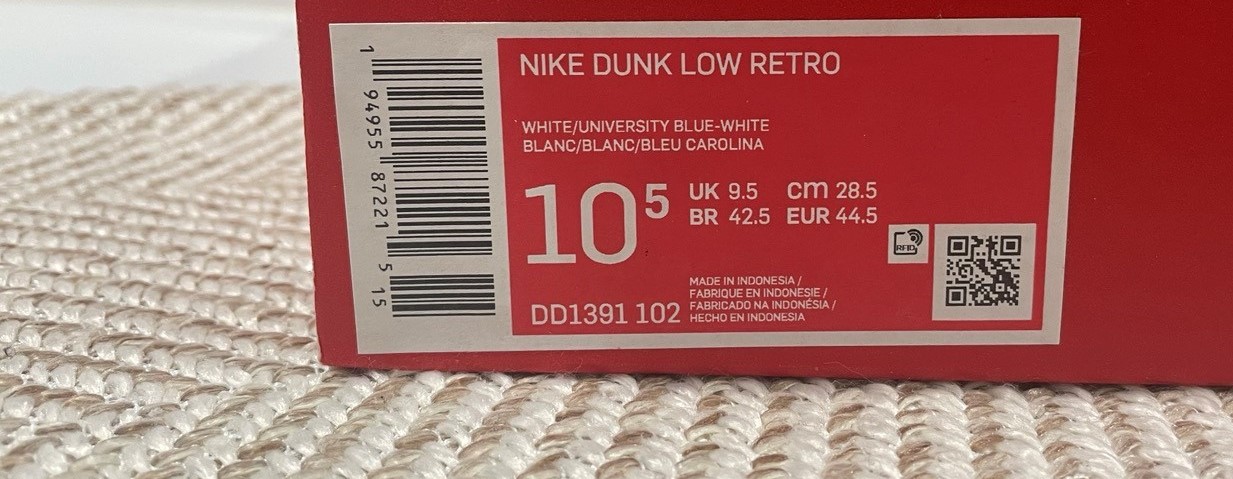 1 94955 87221 5 15
NIKE DUNK LOW RETRO
WHITE/UNIVERSITY BLUE-WHITE
BLANC/BLANC/BLEU CAROLINA
10⁵
UK 9.5 cm 28.5
BR 42.5 EUR 44.5
RFID
MADE IN INDONESIA /
FABRIQUE EN INDONESIE /
FABRICADO NA INDONÉSIA /
HECHO EN INDONESIA
DD1391 102